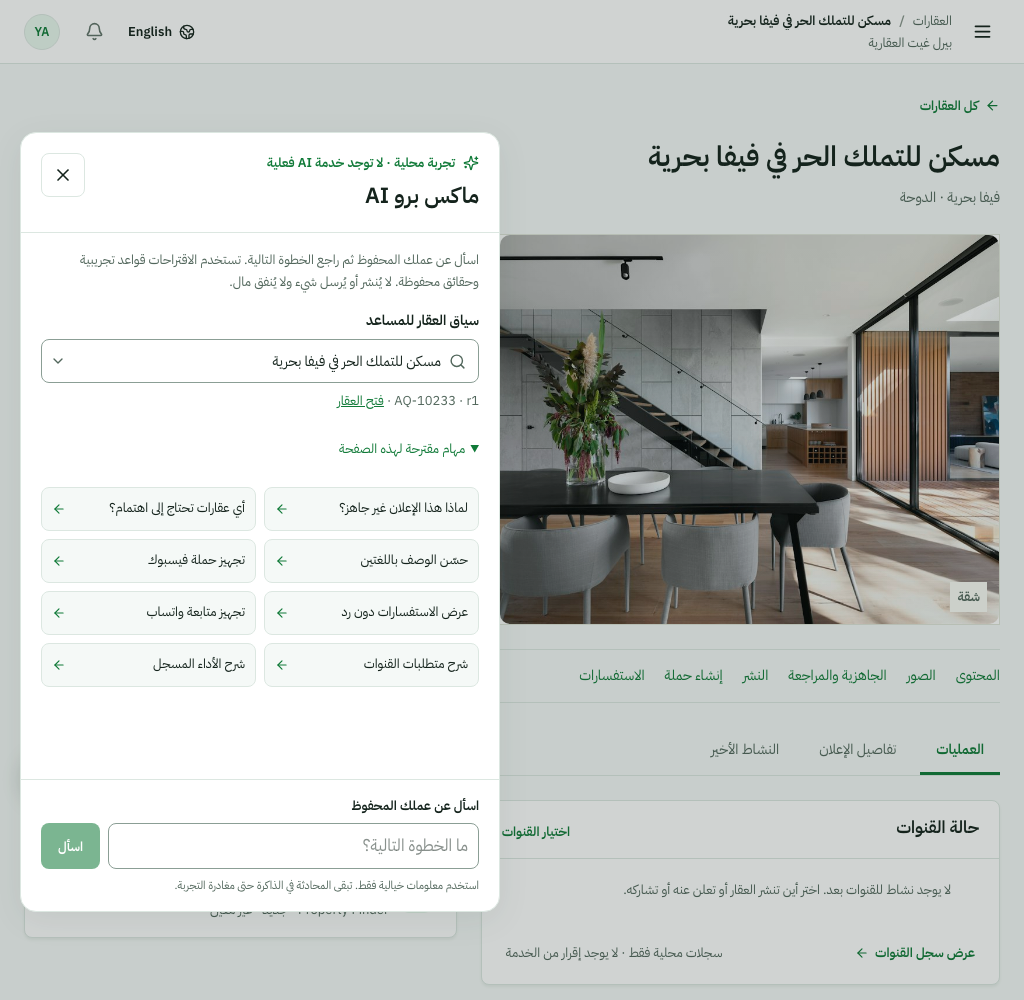 العقارات / مسكن للتملك الحر في فيفا بحرية
بيرل غيت العقارية
English
YA
كل العقارات
مسكن للتملك الحر في فيفا بحرية
فيفا بحرية · الدوحة
شقة
المحتوى الصور الجاهزية والمراجعة النشر إنشاء حملة الاستفسارات
العمليات تفاصيل الإعلان النشاط الأخير
حالة القنوات
اختيار القنوات
لا يوجد نشاط للقنوات بعد. اختر أين تنشر العقار أو تعلن عنه أو تشاركه.
عرض سجل القنوات
سجلات محلية فقط · لا يوجد إقرار من الخدمة
تجربة محلية · لا توجد خدمة AI فعلية
ماكس برو AI
اسأل عن عملك المحفوظ ثم راجع الخطوة التالية. تستخدم الاقتراحات قواعد تجريبية
وحقائق محفوظة. لا يُنشر أو يُرسل شيء ولا يُنفق مال.
سياق العقار للمساعد
مسكن للتملك الحر في فيفا بحرية
AQ-10233 · r1 · فتح العقار
مهام مقترحة لهذه الصفحة
لماذا هذا الإعلان غير جاهز؟
أي عقارات تحتاج إلى اهتمام؟
حسّن الوصف باللغتين
تجهيز حملة فيسبوك
عرض الاستفسارات دون رد
تجهيز متابعة واتساب
شرح متطلبات القنوات
شرح الأداء المسجل
اسأل عن عملك المحفوظ
ما الخطوة التالية؟
اسأل
استخدم معلومات خيالية فقط. تبقى المحادثة في الذاكرة حتى مغادرة التجربة.